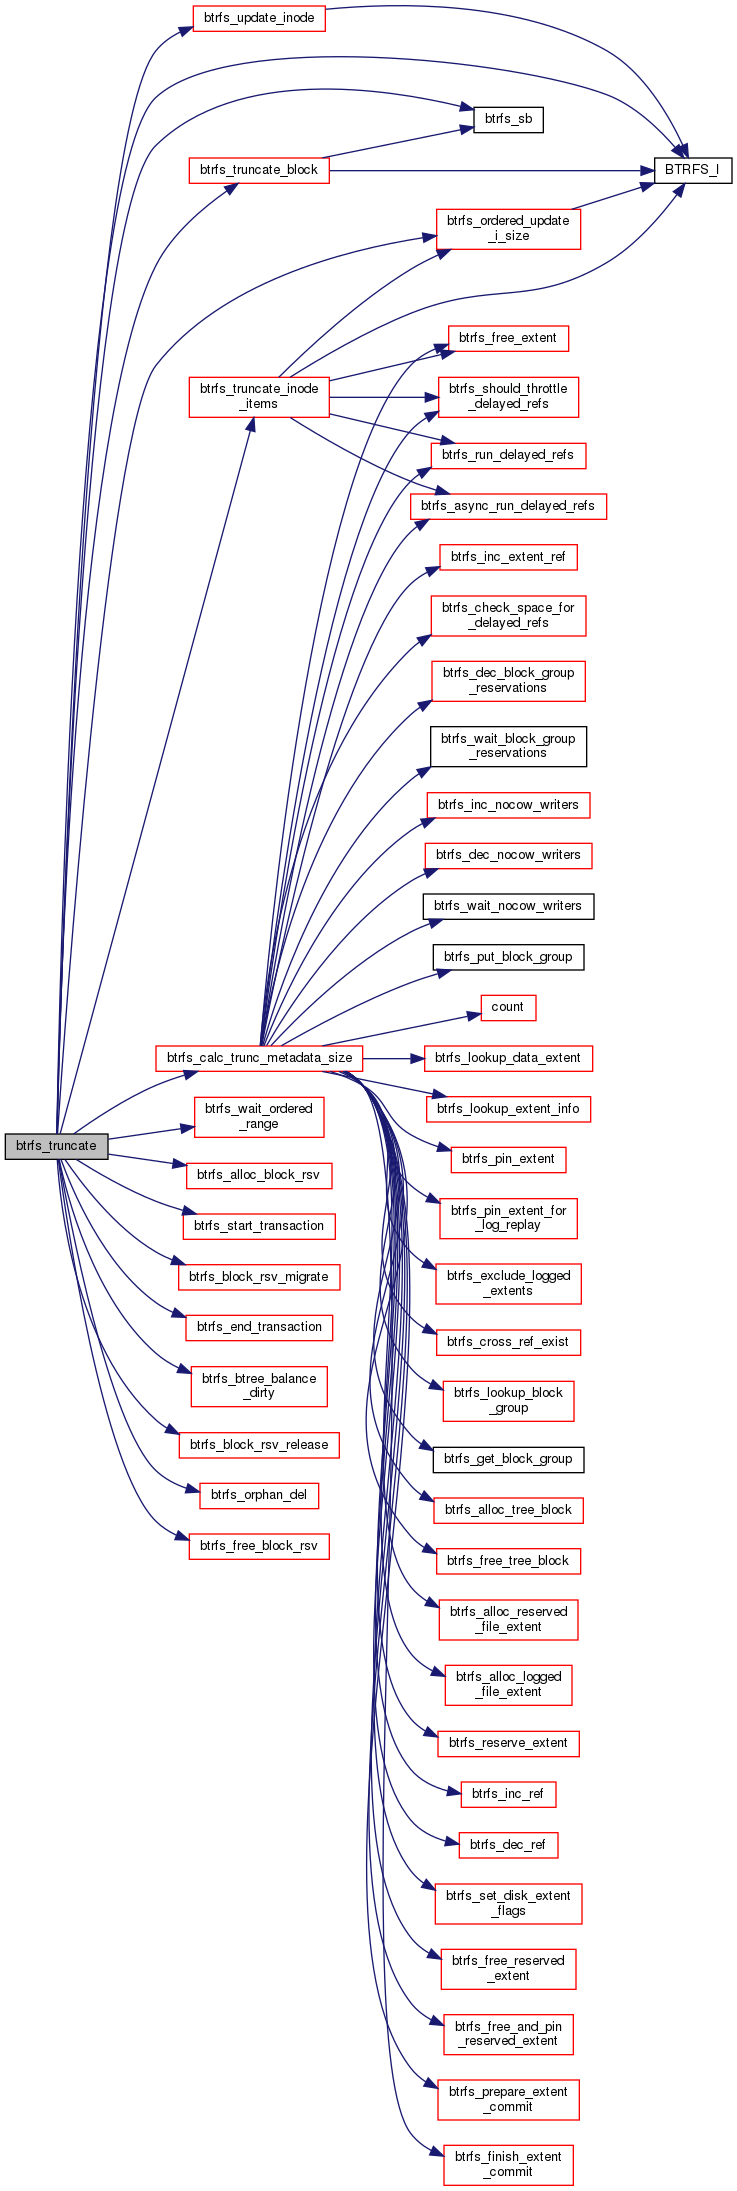 btrfs_update_inode
btrfs_sb
btrfs_truncate_block
BTRFS_I
btrfs_ordered_update
_i_size
btrfs_free_extent
btrfs_truncate_inode
_items
btrfs_should_throttle
_delayed_refs
btrfs_run_delayed_refs
btrfs_async_run_delayed_refs
btrfs_inc_extent_ref
btrfs_check_space_for
_delayed_refs
btrfs_dec_block_group
_reservations
btrfs_wait_block_group
_reservations
btrfs_inc_nocow_writers
btrfs_dec_nocow_writers
btrfs_wait_nocow_writers
btrfs_put_block_group
count
btrfs_calc_trunc_metadata_size
btrfs_lookup_data_extent
btrfs_lookup_extent_info
btrfs_wait_ordered
_range
btrfs_truncate
btrfs_pin_extent
btrfs_alloc_block_rsv
btrfs_pin_extent_for
_log_replay
btrfs_start_transaction
btrfs_block_rsv_migrate
btrfs_exclude_logged
_extents
btrfs_end_transaction
btrfs_cross_ref_exist
btrfs_btree_balance
_dirty
btrfs_lookup_block
_group
btrfs_block_rsv_release
btrfs_get_block_group
btrfs_orphan_del
btrfs_alloc_tree_block
btrfs_free_block_rsv
btrfs_free_tree_block
btrfs_alloc_reserved
_file_extent
btrfs_alloc_logged
_file_extent
btrfs_reserve_extent
btrfs_inc_ref
btrfs_dec_ref
btrfs_set_disk_extent
_flags
btrfs_free_reserved
_extent
btrfs_free_and_pin
_reserved_extent
btrfs_prepare_extent
_commit
btrfs_finish_extent
_commit